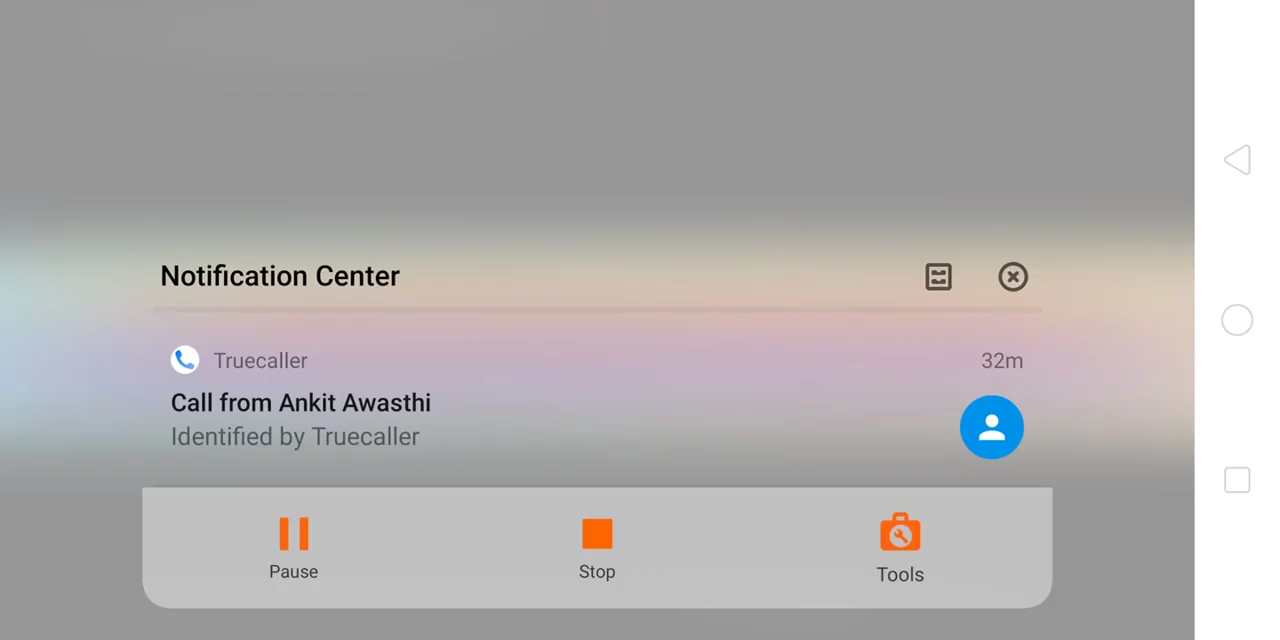 Notification Center
Truecaller 32m
Call from Ankit Awasthi
Identified by Truecaller
Pause Stop Tools